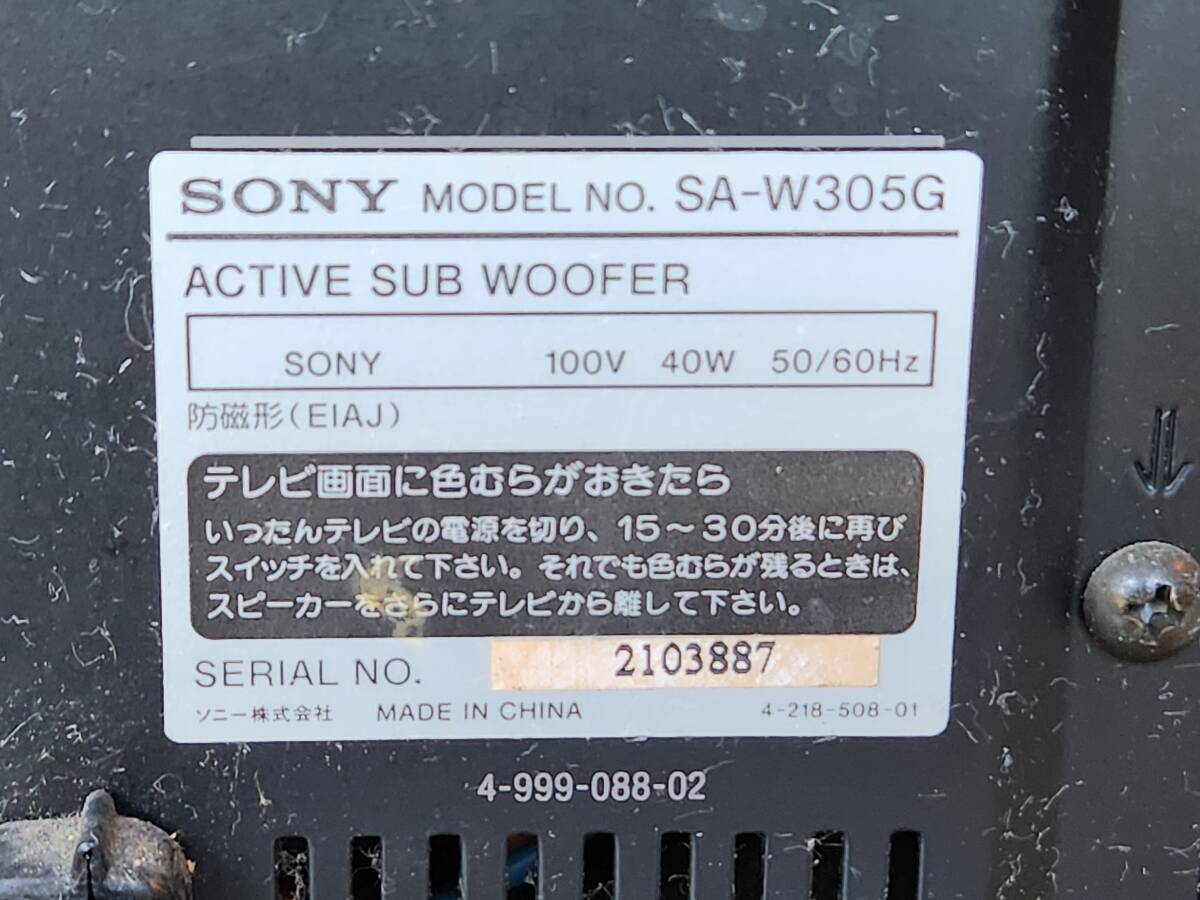 SONY MODEL NO. SA-W305G
ACTIVE SUB WOOFER
SONY 100V 40W 50/60Hz
防磁形(EIAJ)
テレビ画面に色むらがおきたら
いったんテレビの電源を切り、15～30分後に再び
スイッチを入れて下さい。それでも色むらが残るときは、
スピーカーをさらにテレビから離して下さい。
SERIAL NO. 2103887
ソニー株式会社 MADE IN CHINA 4-218-508-01
4-999-088-02